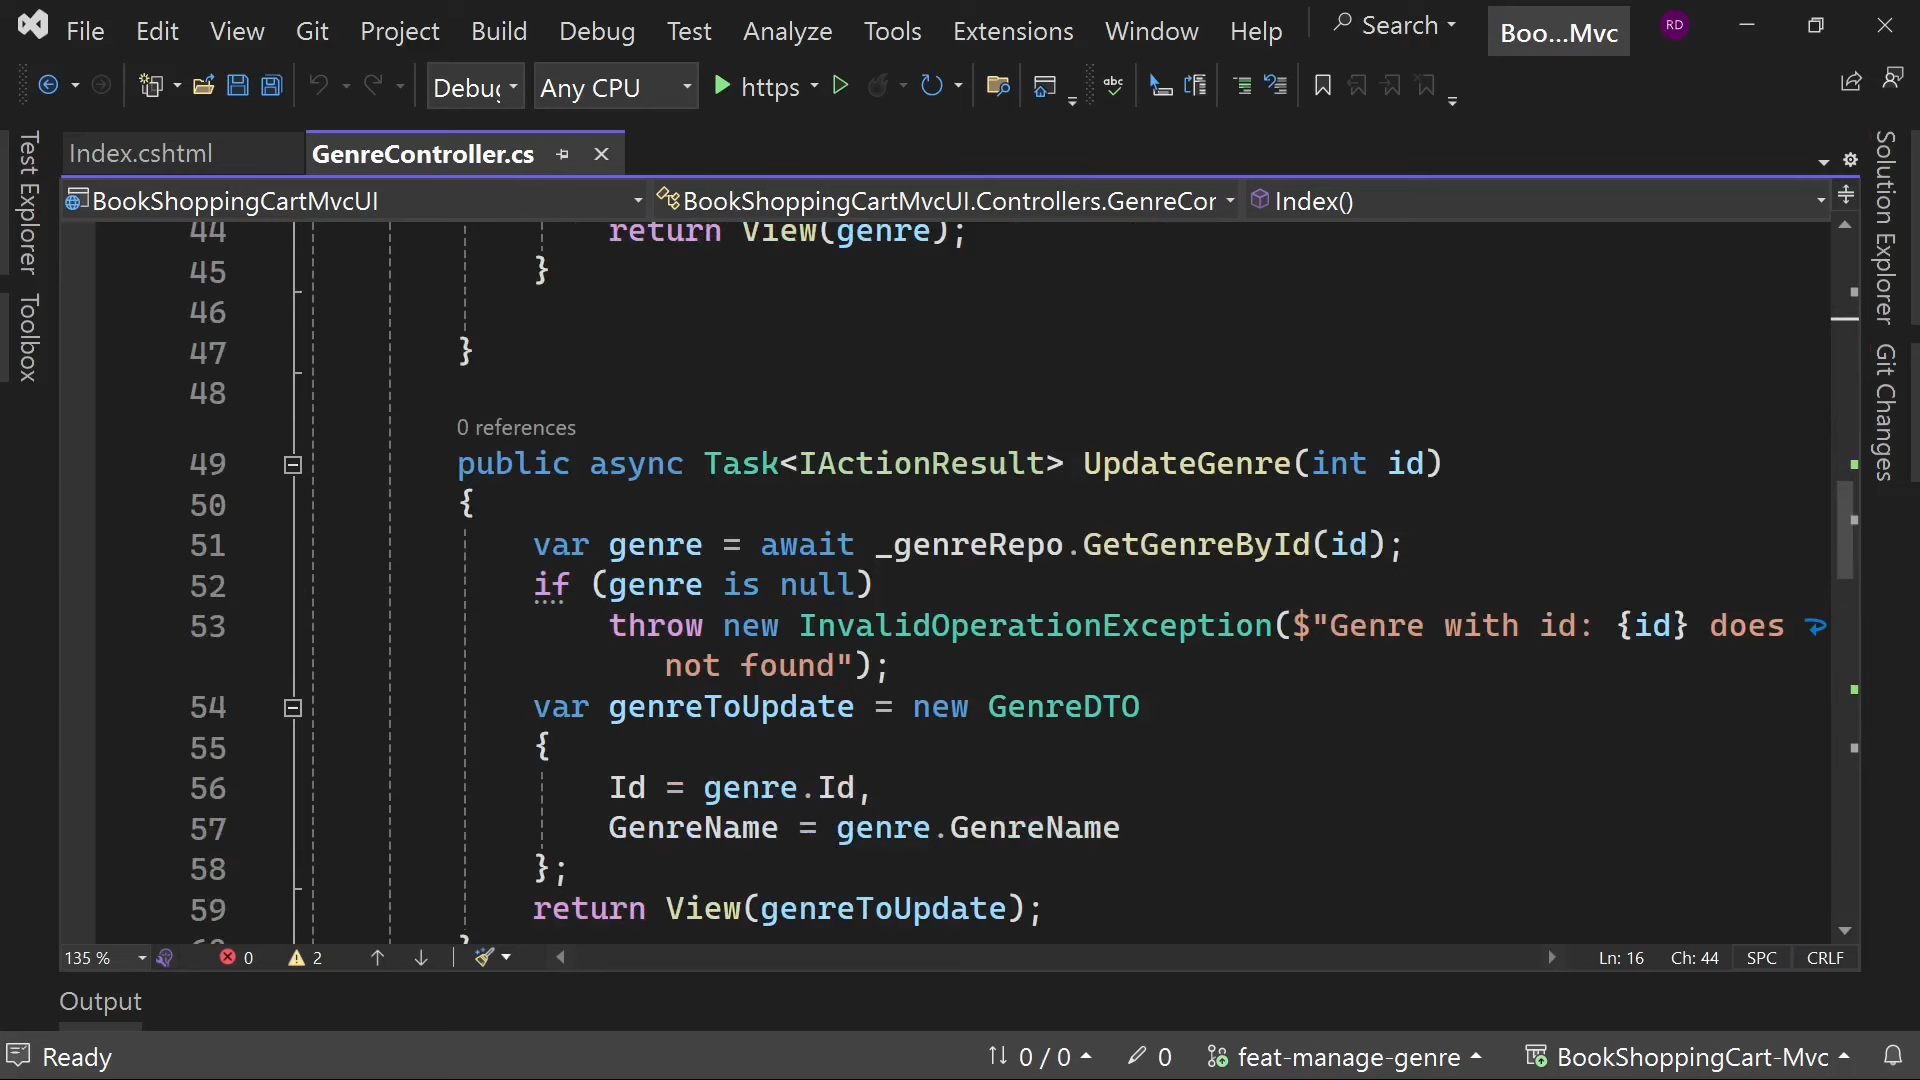 File Edit View Git Project Build Debug Test Analyze Tools Extensions Window Help Search Boo...Mvc RD
Debug Any CPU https abc
Index.cshtml GenreController.cs
BookShoppingCartMvcUI BookShoppingCartMvcUI.Controllers.GenreCor Index()
Test Explorer
Toolbox
Solution Explorer
Git Changes
44 return View(genre);
45 }
46
47 }
48
0 references
49 public async Task<IActionResult> UpdateGenre(int id)
50 {
51 var genre = await _genreRepo.GetGenreById(id);
52 if (genre is null)
53 throw new InvalidOperationException($"Genre with id: {id} does
not found");
54 var genreToUpdate = new GenreDTO
55 {
56 Id = genre.Id,
57 GenreName = genre.GenreName
58 };
59 return View(genreToUpdate);
135 % 0 2 Ln: 16 Ch: 44 SPC CRLF
Output
Ready 0 / 0 0 feat-manage-genre BookShoppingCart-Mvc